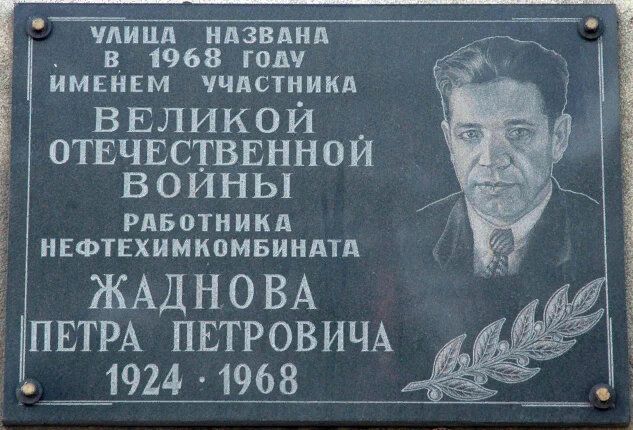 УЛИЦА НАЗВАНА
В 1968 ГОДУ
ИМЕНЕМ УЧАСТНИКА
ВЕЛИКОЙ
ОТЕЧЕСТВЕННОЙ
ВОЙНЫ
РАБОТНИКА
НЕФТЕХИМКОМБИНАТА
ЖАДНОВА
ПЕТРА ПЕТРОВИЧА
1924 · 1968